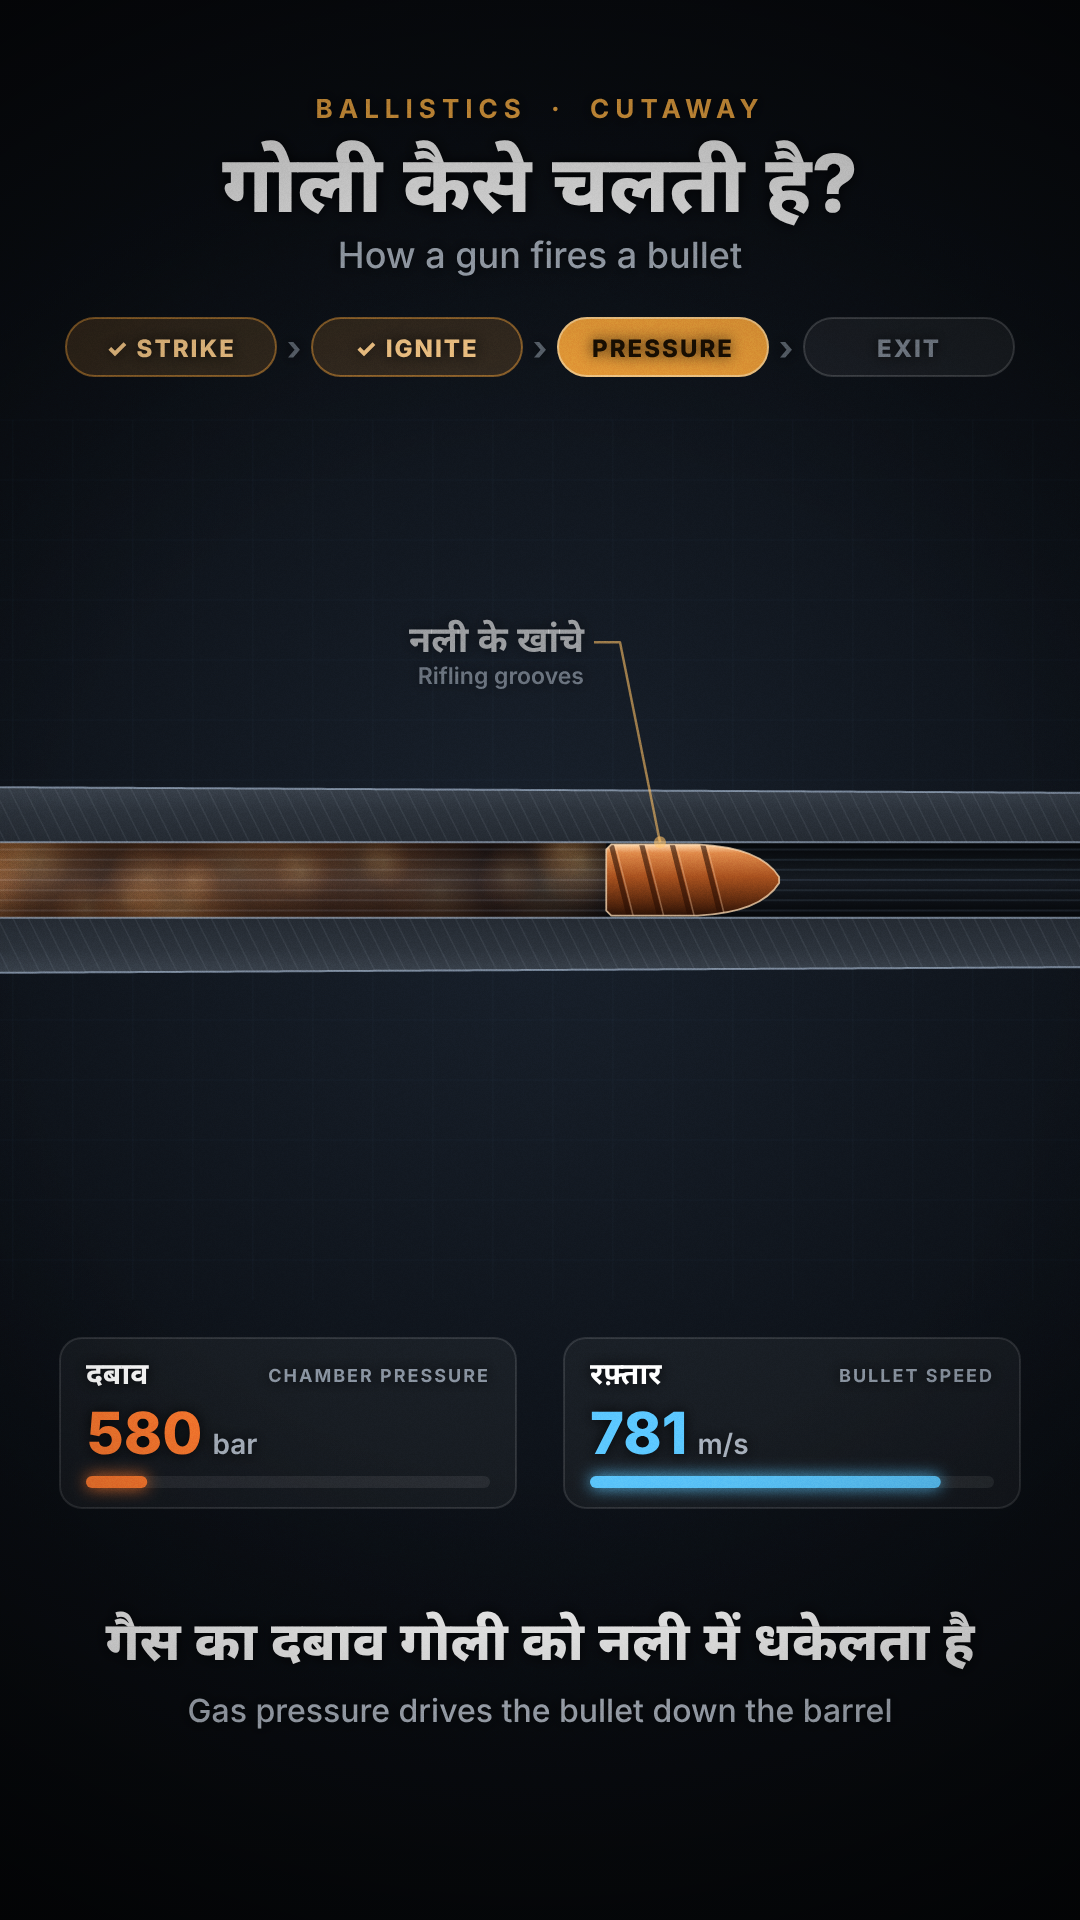 BALLISTICS · CUTAWAY
गोली कैसे चलती है?
How a gun fires a bullet
✓ STRIKE › ✓ IGNITE › PRESSURE › EXIT
नली के खांचे
Rifling grooves
दबाव CHAMBER PRESSURE
580 bar
रफ़्तार BULLET SPEED
781 m/s
गैस का दबाव गोली को नली में धकेलता है
Gas pressure drives the bullet down the barrel